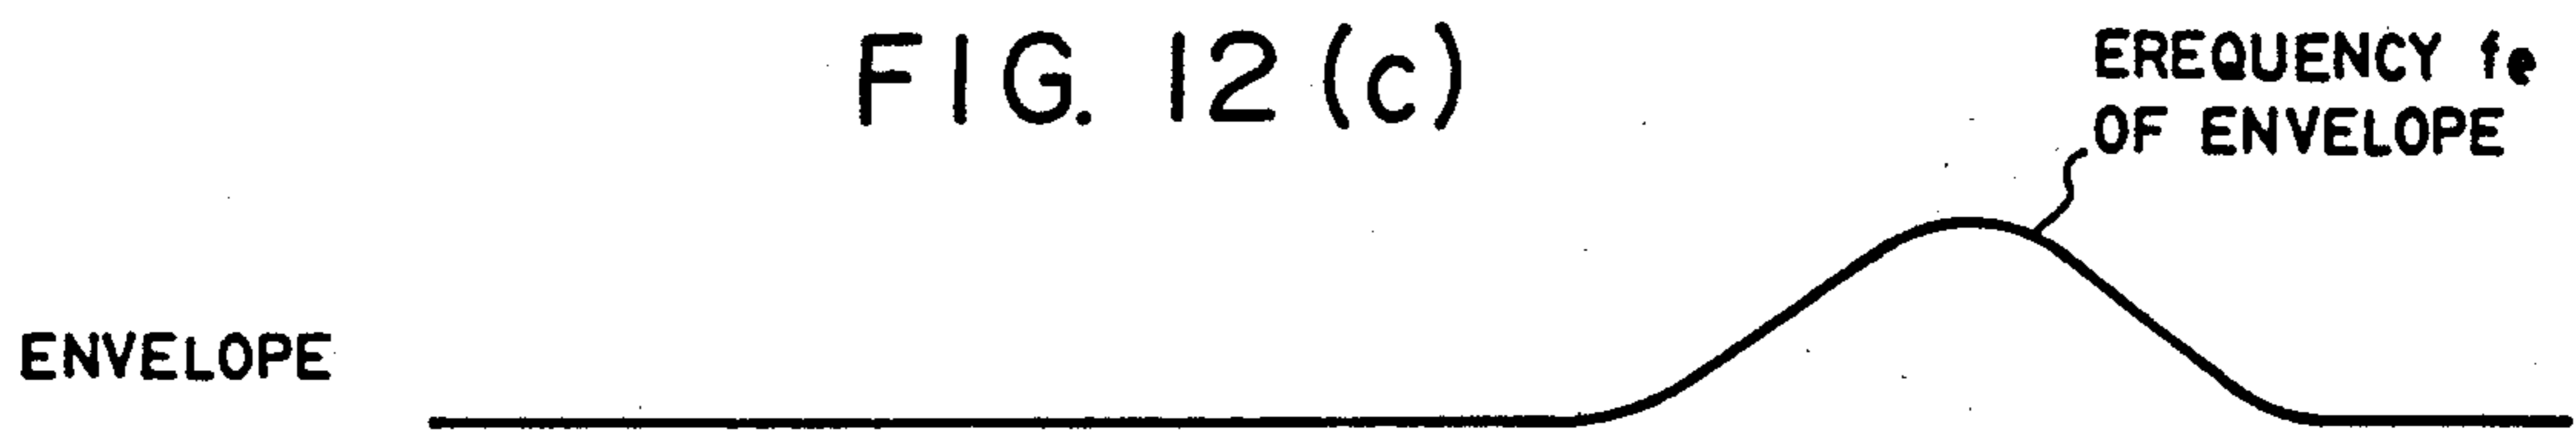 FIG. 12 (c)
EREQUENCY fe
OF ENVELOPE
ENVELOPE